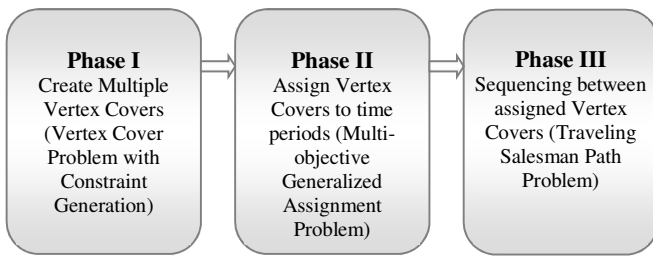 Phase I
Create Multiple
Vertex Covers
(Vertex Cover
Problem with
Constraint
Generation)
Phase II
Assign Vertex
Covers to time
periods (Multi-
objective
Generalized
Assignment
Problem)
Phase III
Sequencing between
assigned Vertex
Covers (Traveling
Salesman Path
Problem)